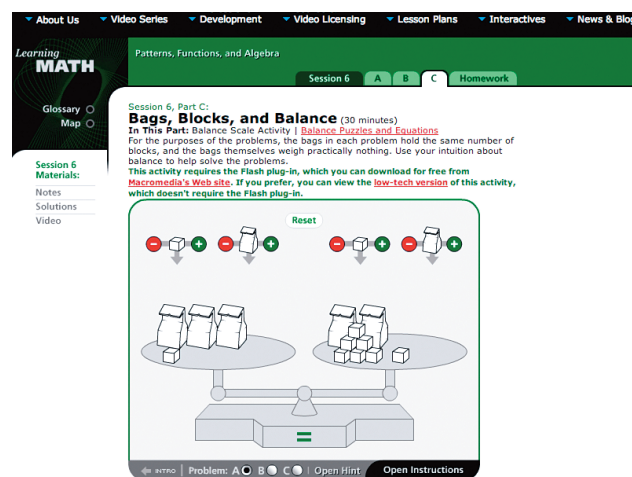 About Us Video Series Development Video Licensing Lesson Plans Interactives News & Blog
Learning
MATH
Patterns, Functions, and Algebra
Session 6 A B C Homework
Glossary
Map
Session 6, Part C:
Bags, Blocks, and Balance (30 minutes)
In This Part: Balance Scale Activity | Balance Puzzles and Equations
For the purposes of the problems, the bags in each problem hold the same number of
blocks, and the bags themselves weigh practically nothing. Use your intuition about
balance to help solve the problems.
This activity requires the Flash plug-in, which you can download for free from
Macromedia's Web site. If you prefer, you can view the low-tech version of this activity,
which doesn't require the Flash plug-in.
Session 6
Materials:
Notes
Solutions
Video
Reset
− + − + − + − +
=
INTRO | Problem: A B C | Open Hint Open Instructions